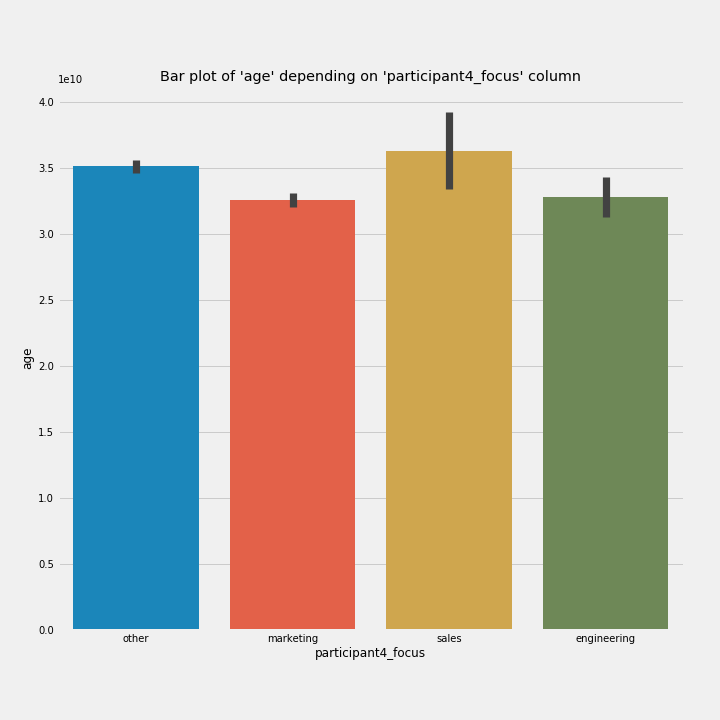 Bar plot of 'age' depending on 'participant4_focus' column
1e10
4.0
3.5
3.0
2.5
2.0
1.5
1.0
0.5
0.0
age
other marketing sales engineering
participant4_focus